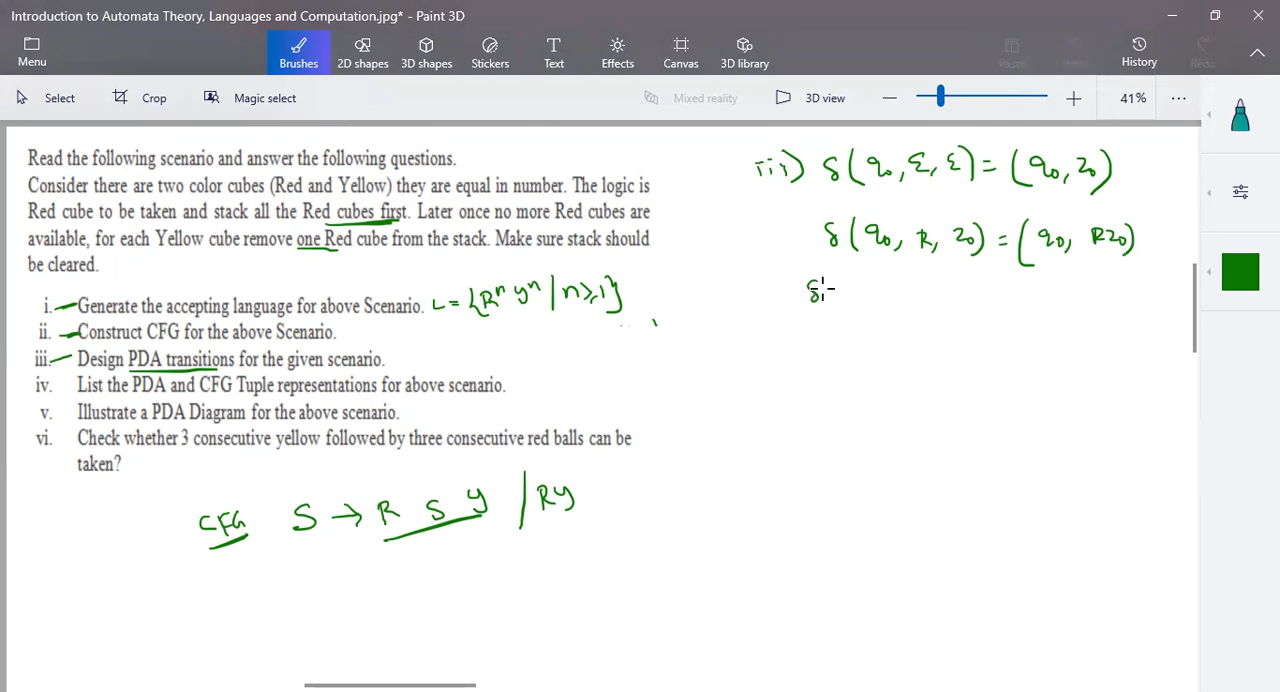 Introduction to Automata Theory, Languages and Computation.jpg* - Paint 3D
Menu
Brushes
2D shapes
3D shapes
Stickers
Text
Effects
Canvas
3D library
Paste
Undo
History
Redo
Select
Crop
Magic select
Mixed reality
3D view
41%
Read the following scenario and answer the following questions.
Consider there are two color cubes (Red and Yellow) they are equal in number. The logic is
Red cube to be taken and stack all the Red cubes first. Later once no more Red cubes are
available, for each Yellow cube remove one Red cube from the stack. Make sure stack should
be cleared.
i. Generate the accepting language for above Scenario. L = {Rⁿ yⁿ | n≥1}
ii. Construct CFG for the above Scenario.
iii. Design PDA transitions for the given scenario.
iv. List the PDA and CFG Tuple representations for above scenario.
v. Illustrate a PDA Diagram for the above scenario.
vi. Check whether 3 consecutive yellow followed by three consecutive red balls can be
taken?
CFG S → R S y | Ry
iii) δ(q0, Ɛ, Ɛ) = (q0, z0)
δ(q0, R, z0) = (q0, Rz0)
δ